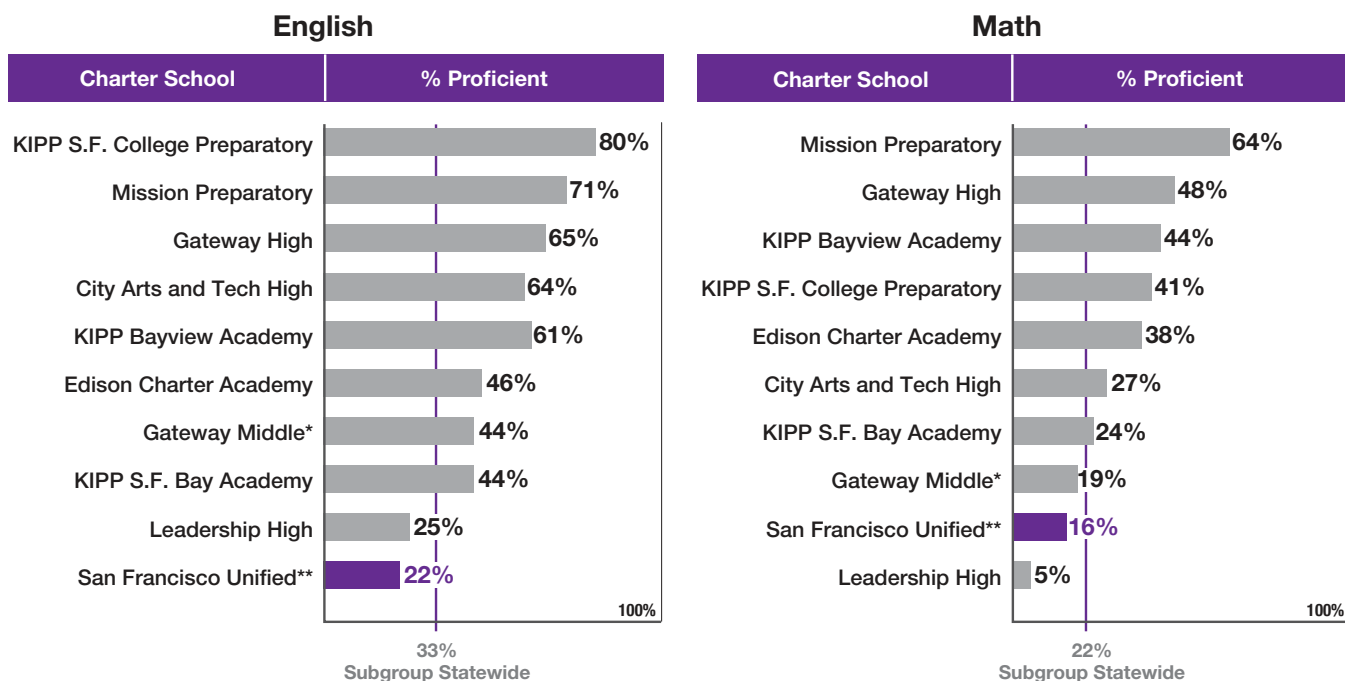 English
Charter School % Proficient
KIPP S.F. College Preparatory 80%
Mission Preparatory 71%
Gateway High 65%
City Arts and Tech High 64%
KIPP Bayview Academy 61%
Edison Charter Academy 46%
Gateway Middle* 44%
KIPP S.F. Bay Academy 44%
Leadership High 25%
San Francisco Unified** 22%
100%
33%
Subgroup Statewide
Math
Charter School % Proficient
Mission Preparatory 64%
Gateway High 48%
KIPP Bayview Academy 44%
KIPP S.F. College Preparatory 41%
Edison Charter Academy 38%
City Arts and Tech High 27%
KIPP S.F. Bay Academy 24%
Gateway Middle* 19%
San Francisco Unified** 16%
Leadership High 5%
100%
22%
Subgroup Statewide